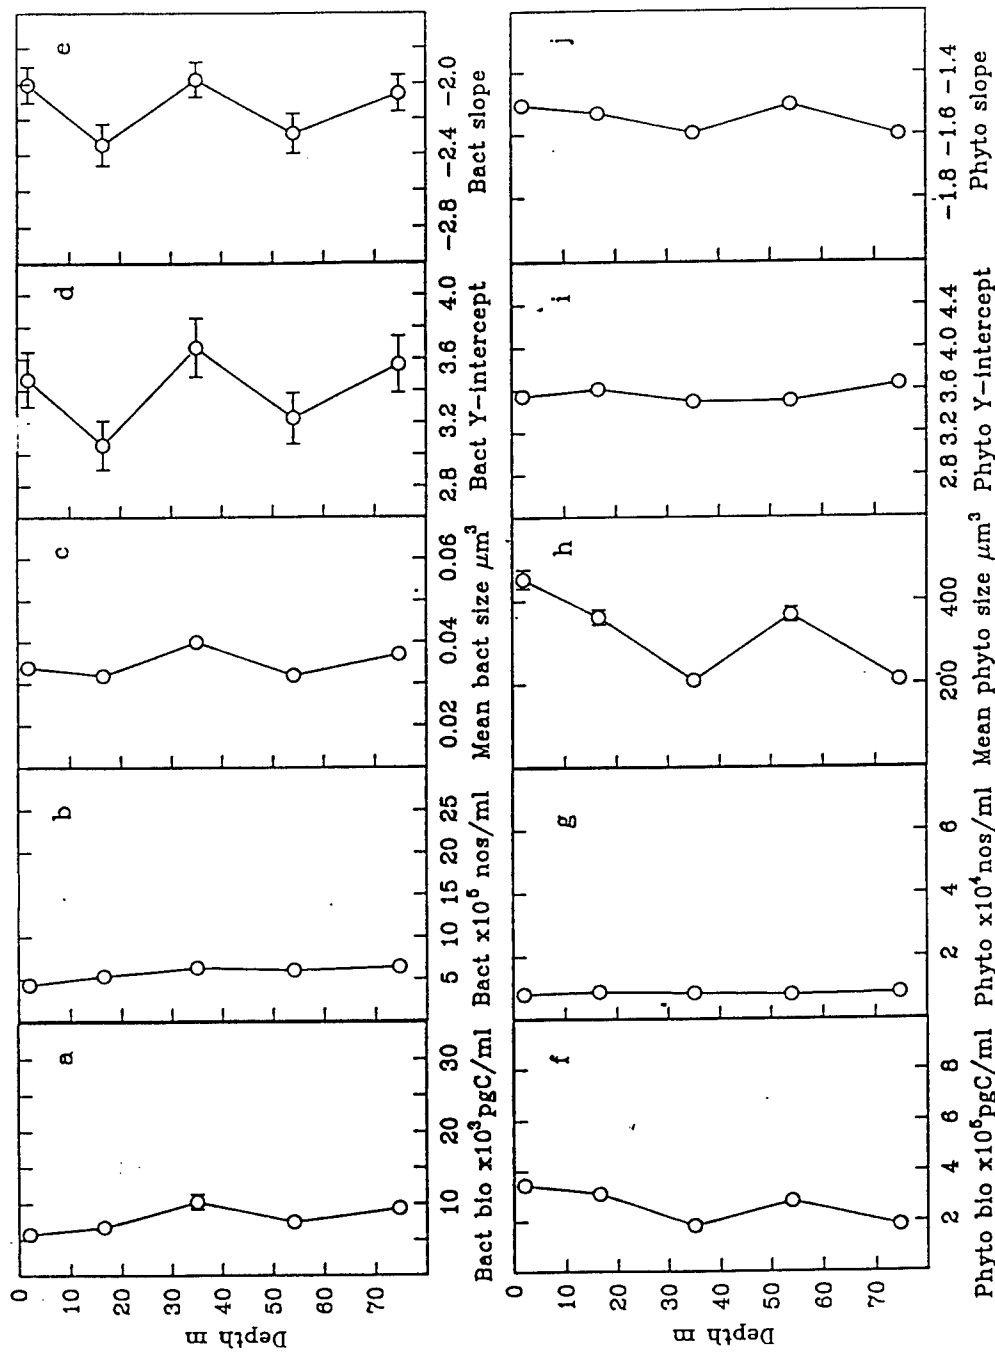 a
b
c
d
e
0
10
20
30
40
50
60
70
Depth m
10 20 30
5 10 15 20 25
0.02 0.04 0.06
2.8 3.2 3.6 4.0
-2.8 -2.4 -2.0
Bact bio x10³pgC/ml
Bact x10⁵ nos/ml
Mean bact size µm³
Bact Y-intercept
Bact slope
f
g
h
i
j
0
10
20
30
40
50
60
70
Depth m
2 4 6 8
2 4 6
200 400
2.8 3.2 3.6 4.0 4.4
-1.8 -1.6 -1.4
Phyto bio x10⁵pgC/ml
Phyto x10⁴nos/ml
Mean phyto size µm³
Phyto Y-intercept
Phyto slope